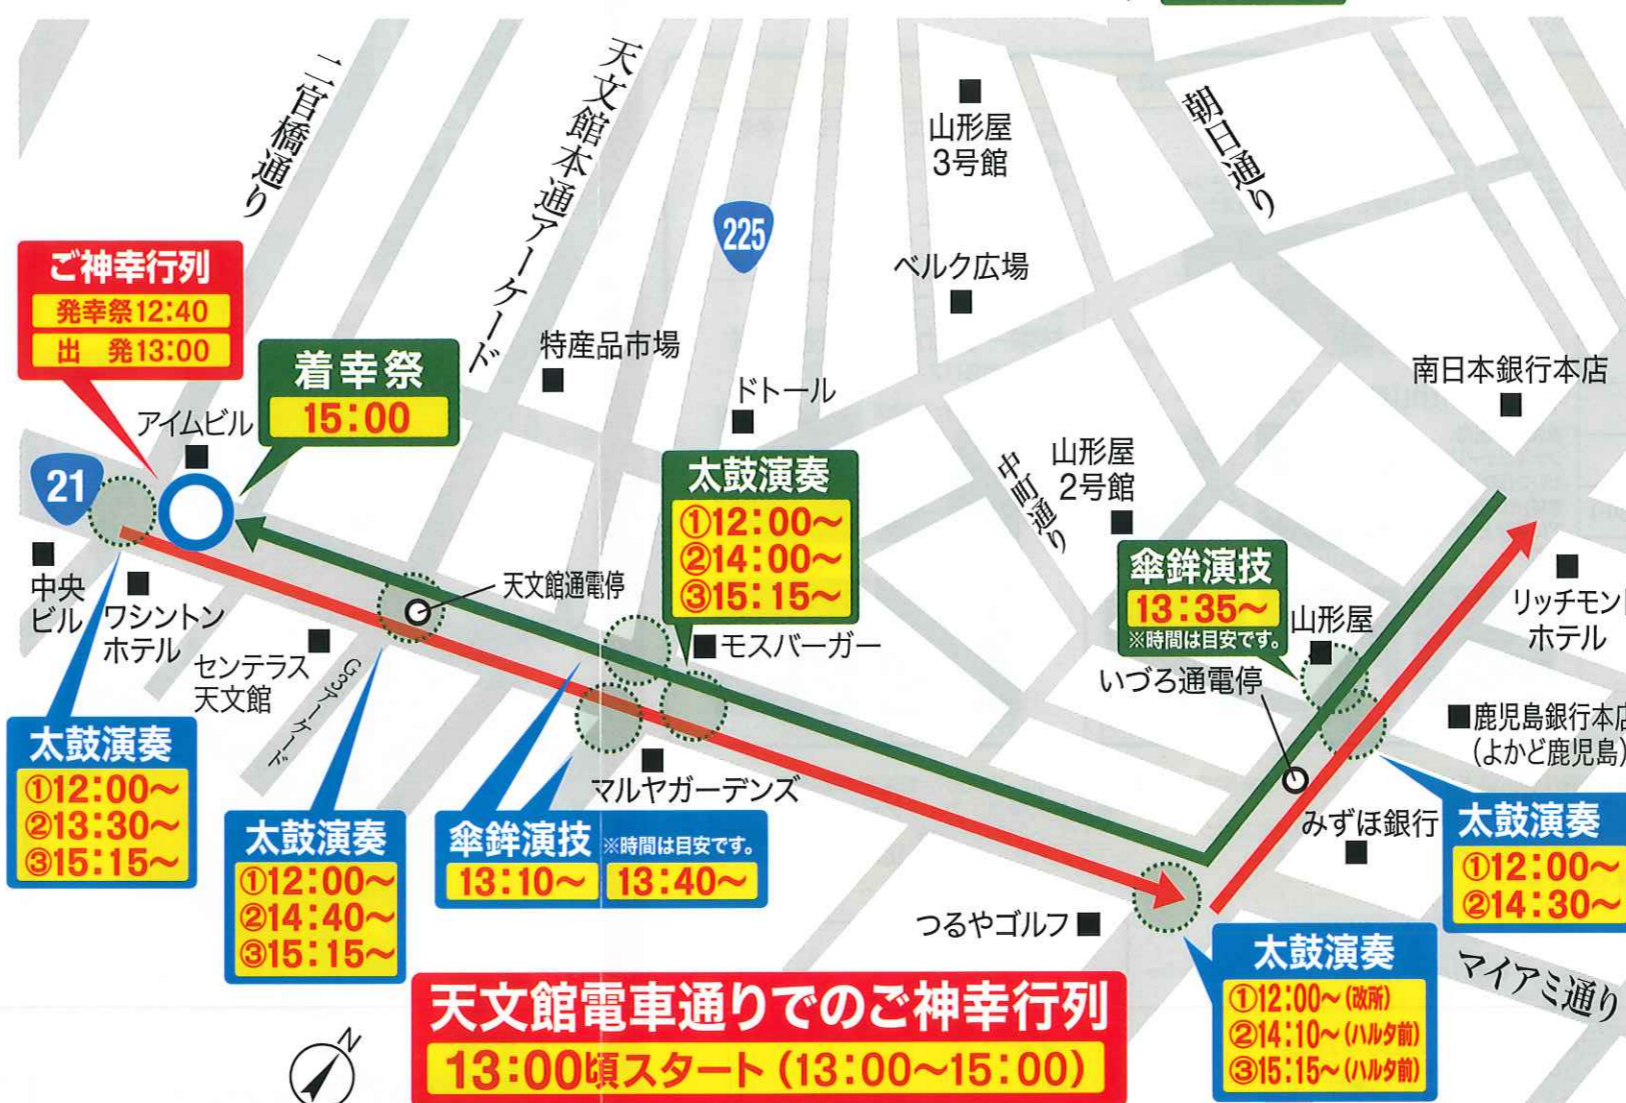 二官橋通り
天文館本通アーケード
225
山形屋
3号館
朝日通り
ベルク広場
ご神幸行列
発幸祭12:40
出 発13:00
着幸祭
15:00
アイムビル
特産品市場
ドトール
南日本銀行本店
21
中央
ビル
ワシントン
ホテル
センテラス
天文館
G3アーケード
天文館通電停
太鼓演奏
①12:00～
②14:00～
③15:15～
モスバーガー
中町通り
山形屋
2号館
傘鉾演技
13:35～
※時間は目安です。
山形屋
いづろ通電停
リッチモンド
ホテル
■鹿児島銀行本店
(よかど鹿児島)
太鼓演奏
①12:00～
②13:30～
③15:15～
太鼓演奏
①12:00～
②14:40～
③15:15～
傘鉾演技 ※時間は目安です。
13:10～ 13:40～
マルヤガーデンズ
みずほ銀行
太鼓演奏
①12:00～
②14:30～
つるやゴルフ■
太鼓演奏
①12:00～(改所)
②14:10～(ハルタ前)
③15:15～(ハルタ前)
マイアミ通り
天文館電車通りでのご神幸行列
13:00頃スタート(13:00～15:00)
N